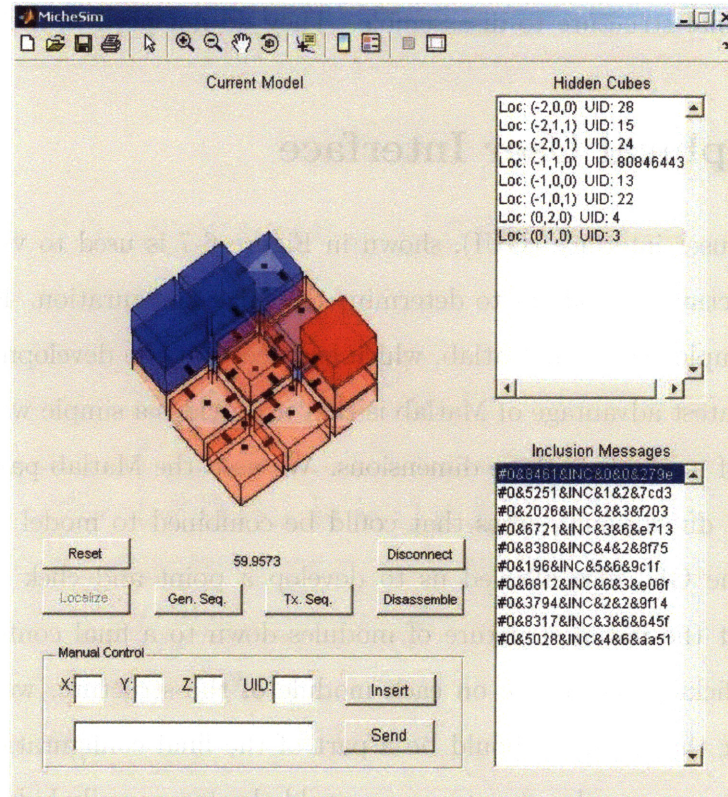 MicheSim
Current Model
Hidden Cubes
Loc: (-2,0,0) UID: 28
Loc: (-2,1,1) UID: 15
Loc: (-2,0,1) UID: 24
Loc: (-1,1,0) UID: 80846443
Loc: (-1,0,0) UID: 13
Loc: (-1,0,1) UID: 22
Loc: (0,2,0) UID: 4
Loc: (0,1,0) UID: 3
Inclusion Messages
#0&8461&INC&0&0&279e
#0&5251&INC&1&2&7cd3
#0&2026&INC&2&3&f203
#0&6721&INC&3&6&e713
#0&8380&INC&4&2&8f75
#0&196&INC&5&6&9c1f
#0&6812&INC&6&3&e06f
#0&3794&INC&2&2&9f14
#0&8317&INC&3&6&645f
#0&5028&INC&4&6&aa51
Reset
59.9573
Disconnect
Localize
Gen. Seq.
Tx. Seq.
Disassemble
Manual Control
X:
Y:
Z:
UID:
Insert
Send